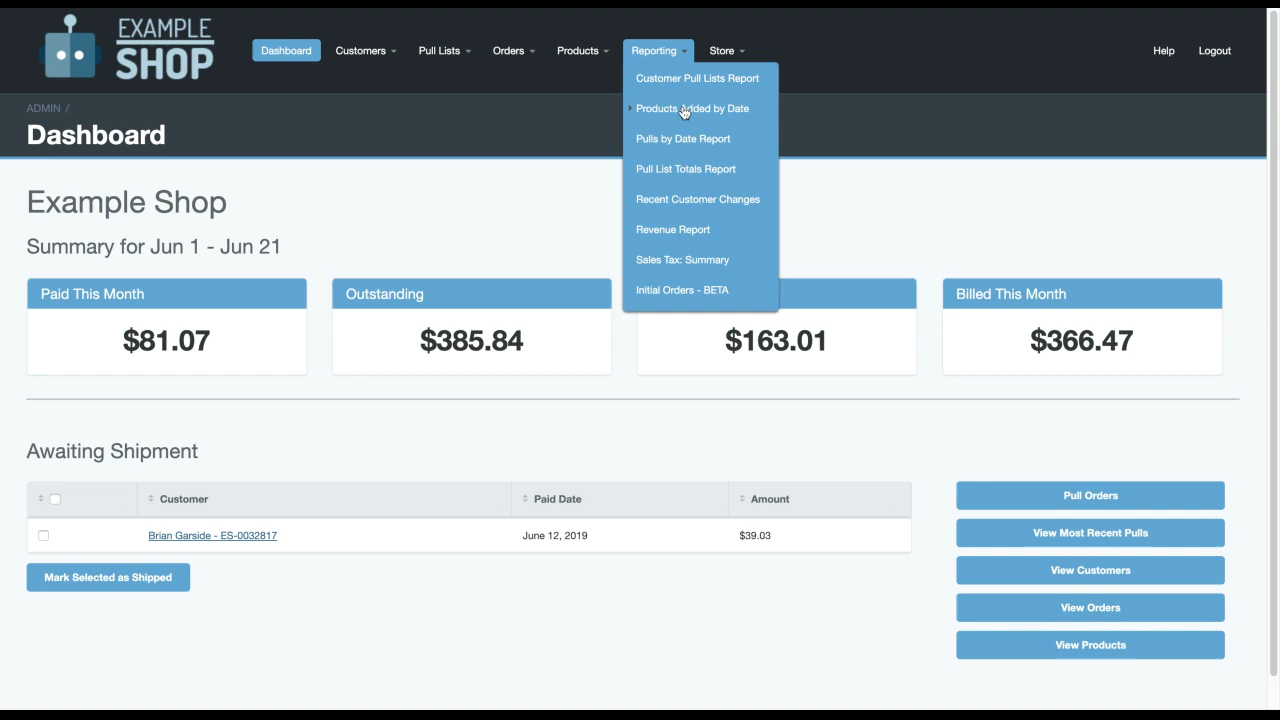 EXAMPLE
SHOP
Dashboard
Customers
Pull Lists
Orders
Products
Reporting
Store
Help
Logout
Customer Pull Lists Report
Products Added by Date
Pulls by Date Report
Pull List Totals Report
Recent Customer Changes
Revenue Report
Sales Tax: Summary
Initial Orders - BETA
ADMIN /
Dashboard
Example Shop
Summary for Jun 1 - Jun 21
Paid This Month
$81.07
Outstanding
$385.84
$163.01
Billed This Month
$366.47
Awaiting Shipment
Customer Paid Date Amount
Brian Garside - ES-0032817 June 12, 2019 $39.03
Mark Selected as Shipped
Pull Orders
View Most Recent Pulls
View Customers
View Orders
View Products